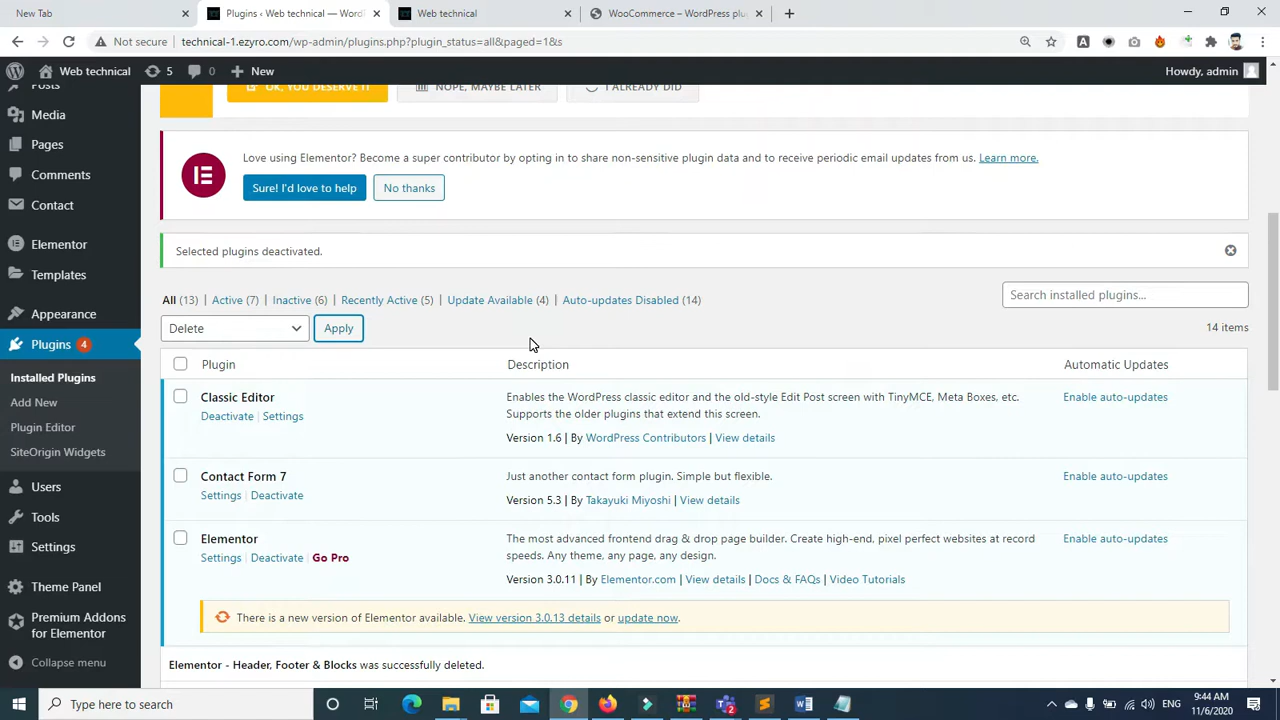 New Tab
Plugins < Web technical — WordP
Web technical
WooCommerce – WordPress plug
Not secure technical-1.ezyro.com/wp-admin/plugins.php?plugin_status=all&paged=1&s
Web technical 5 0 New
Howdy, admin
Posts
Media
Pages
Comments
Contact
Elementor
Templates
Appearance
Plugins 4
Installed Plugins
Add New
Plugin Editor
SiteOrigin Widgets
Users
Tools
Settings
Theme Panel
Premium Addons
for Elementor
Collapse menu
OK, YOU DESERVE IT NOPE, MAYBE LATER I ALREADY DID
Love using Elementor? Become a super contributor by opting in to share non-sensitive plugin data and to receive periodic email updates from us. Learn more.
Sure! I'd love to help No thanks
Selected plugins deactivated.
All (13) | Active (7) | Inactive (6) | Recently Active (5) | Update Available (4) | Auto-updates Disabled (14)
Search installed plugins...
Delete Apply
14 items
Plugin Description Automatic Updates
Classic Editor
Deactivate | Settings
Enables the WordPress classic editor and the old-style Edit Post screen with TinyMCE, Meta Boxes, etc.
Supports the older plugins that extend this screen.
Version 1.6 | By WordPress Contributors | View details
Enable auto-updates
Contact Form 7
Settings | Deactivate
Just another contact form plugin. Simple but flexible.
Version 5.3 | By Takayuki Miyoshi | View details
Enable auto-updates
Elementor
Settings | Deactivate | Go Pro
The most advanced frontend drag & drop page builder. Create high-end, pixel perfect websites at record
speeds. Any theme, any page, any design.
Version 3.0.11 | By Elementor.com | View details | Docs & FAQs | Video Tutorials
Enable auto-updates
There is a new version of Elementor available. View version 3.0.13 details or update now.
Elementor - Header, Footer & Blocks was successfully deleted.
Type here to search
ENG
9:44 AM
11/6/2020